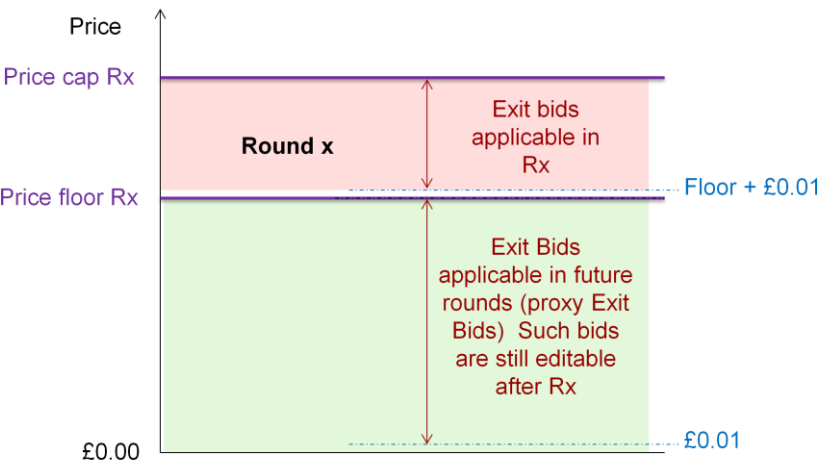 Price
Price cap Rx
Exit bids
applicable in
Rx
Round x
Floor + £0.01
Price floor Rx
Exit Bids
applicable in future
rounds (proxy Exit
Bids)  Such bids
are still editable
after Rx
£0.01
£0.00